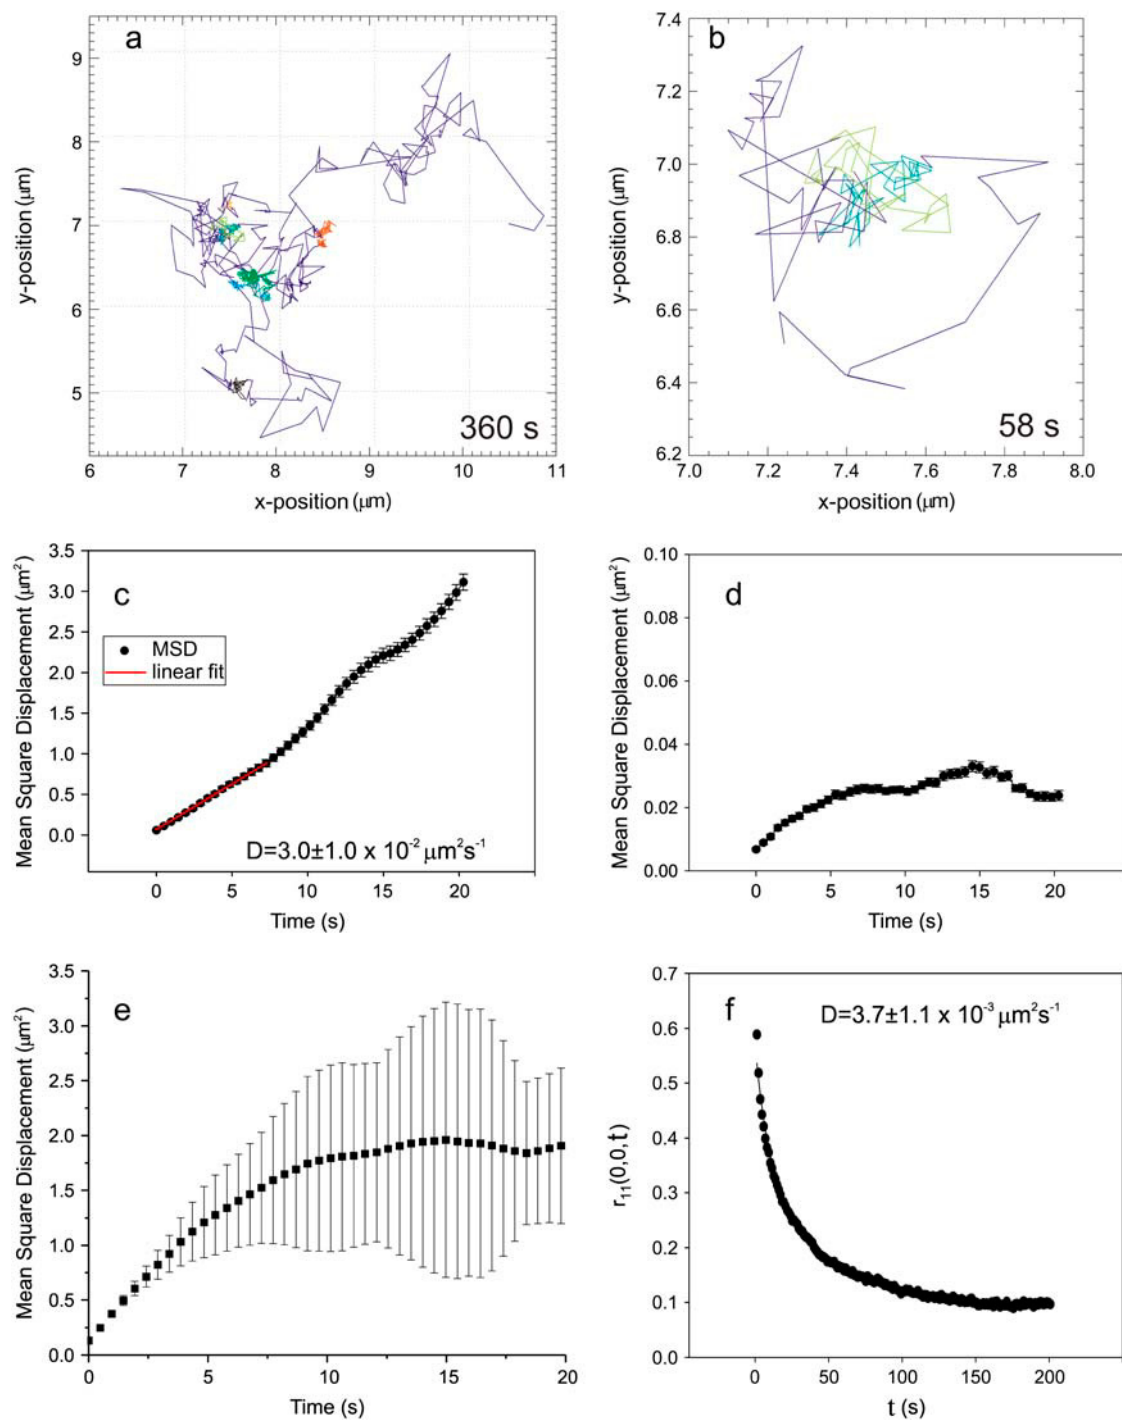 a
9
8
7
6
5
y-position (μm)
360 s
6 7 8 9 10 11
x-position (μm)
b
7.4
7.2
7.0
6.8
6.6
6.4
6.2
y-position (μm)
58 s
7.0 7.2 7.4 7.6 7.8 8.0
x-position (μm)
c
3.5
3.0
2.5
2.0
1.5
1.0
0.5
0.0
Mean Square Displacement (μm²)
MSD
linear fit
D=3.0±1.0 x 10⁻² μm²s⁻¹
0 5 10 15 20
Time (s)
d
0.10
0.08
0.06
0.04
0.02
0.00
Mean Square Displacement (μm²)
0 5 10 15 20
Time (s)
e
3.5
3.0
2.5
2.0
1.5
1.0
0.5
0.0
Mean Square Displacement (μm²)
0 5 10 15 20
Time (s)
f
D=3.7±1.1 x 10⁻³ μm²s⁻¹
0.7
0.6
0.5
0.4
0.3
0.2
0.1
0.0
r₁₁(0,0,t)
0 50 100 150 200
t (s)